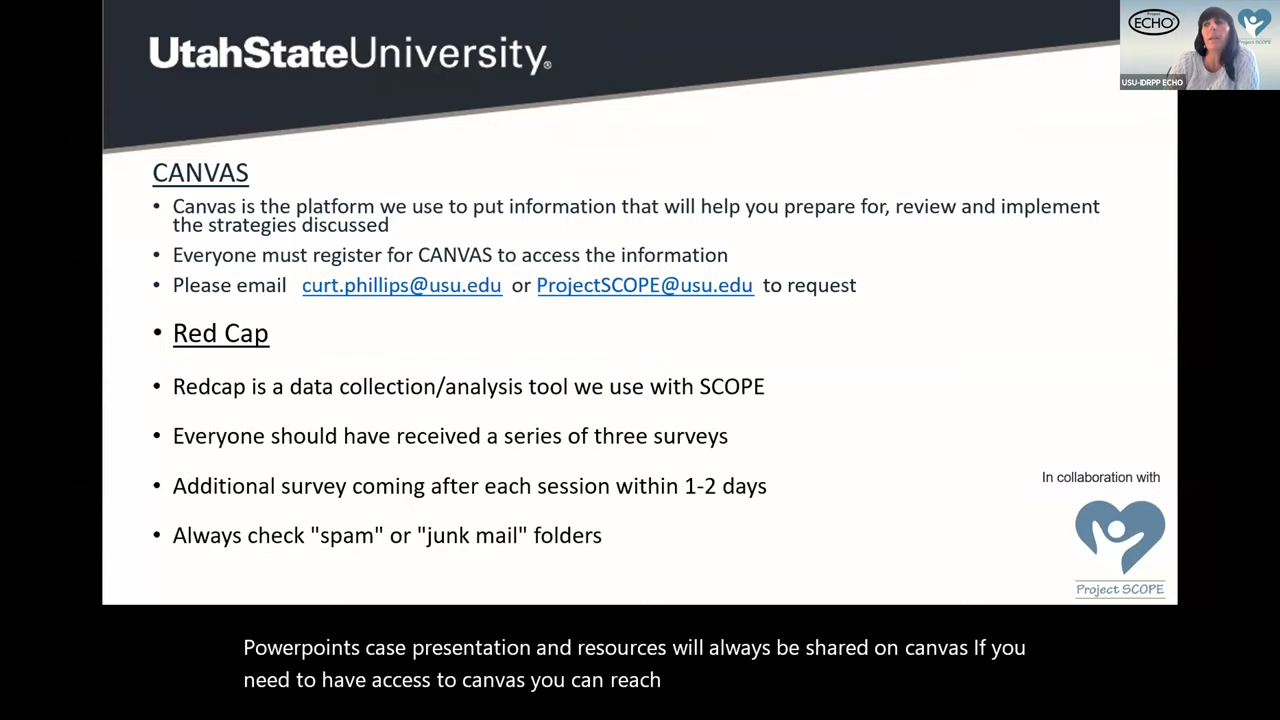 UtahStateUniversity®
ECHO
Project SCOPE
USU-IDRPP ECHO
CANVAS
• Canvas is the platform we use to put information that will help you prepare for, review and implement
the strategies discussed
• Everyone must register for CANVAS to access the information
• Please email curt.phillips@usu.edu or ProjectSCOPE@usu.edu to request
• Red Cap
• Redcap is a data collection/analysis tool we use with SCOPE
• Everyone should have received a series of three surveys
• Additional survey coming after each session within 1-2 days
• Always check "spam" or "junk mail" folders
In collaboration with
Project SCOPE
Powerpoints case presentation and resources will always be shared on canvas If you
need to have access to canvas you can reach